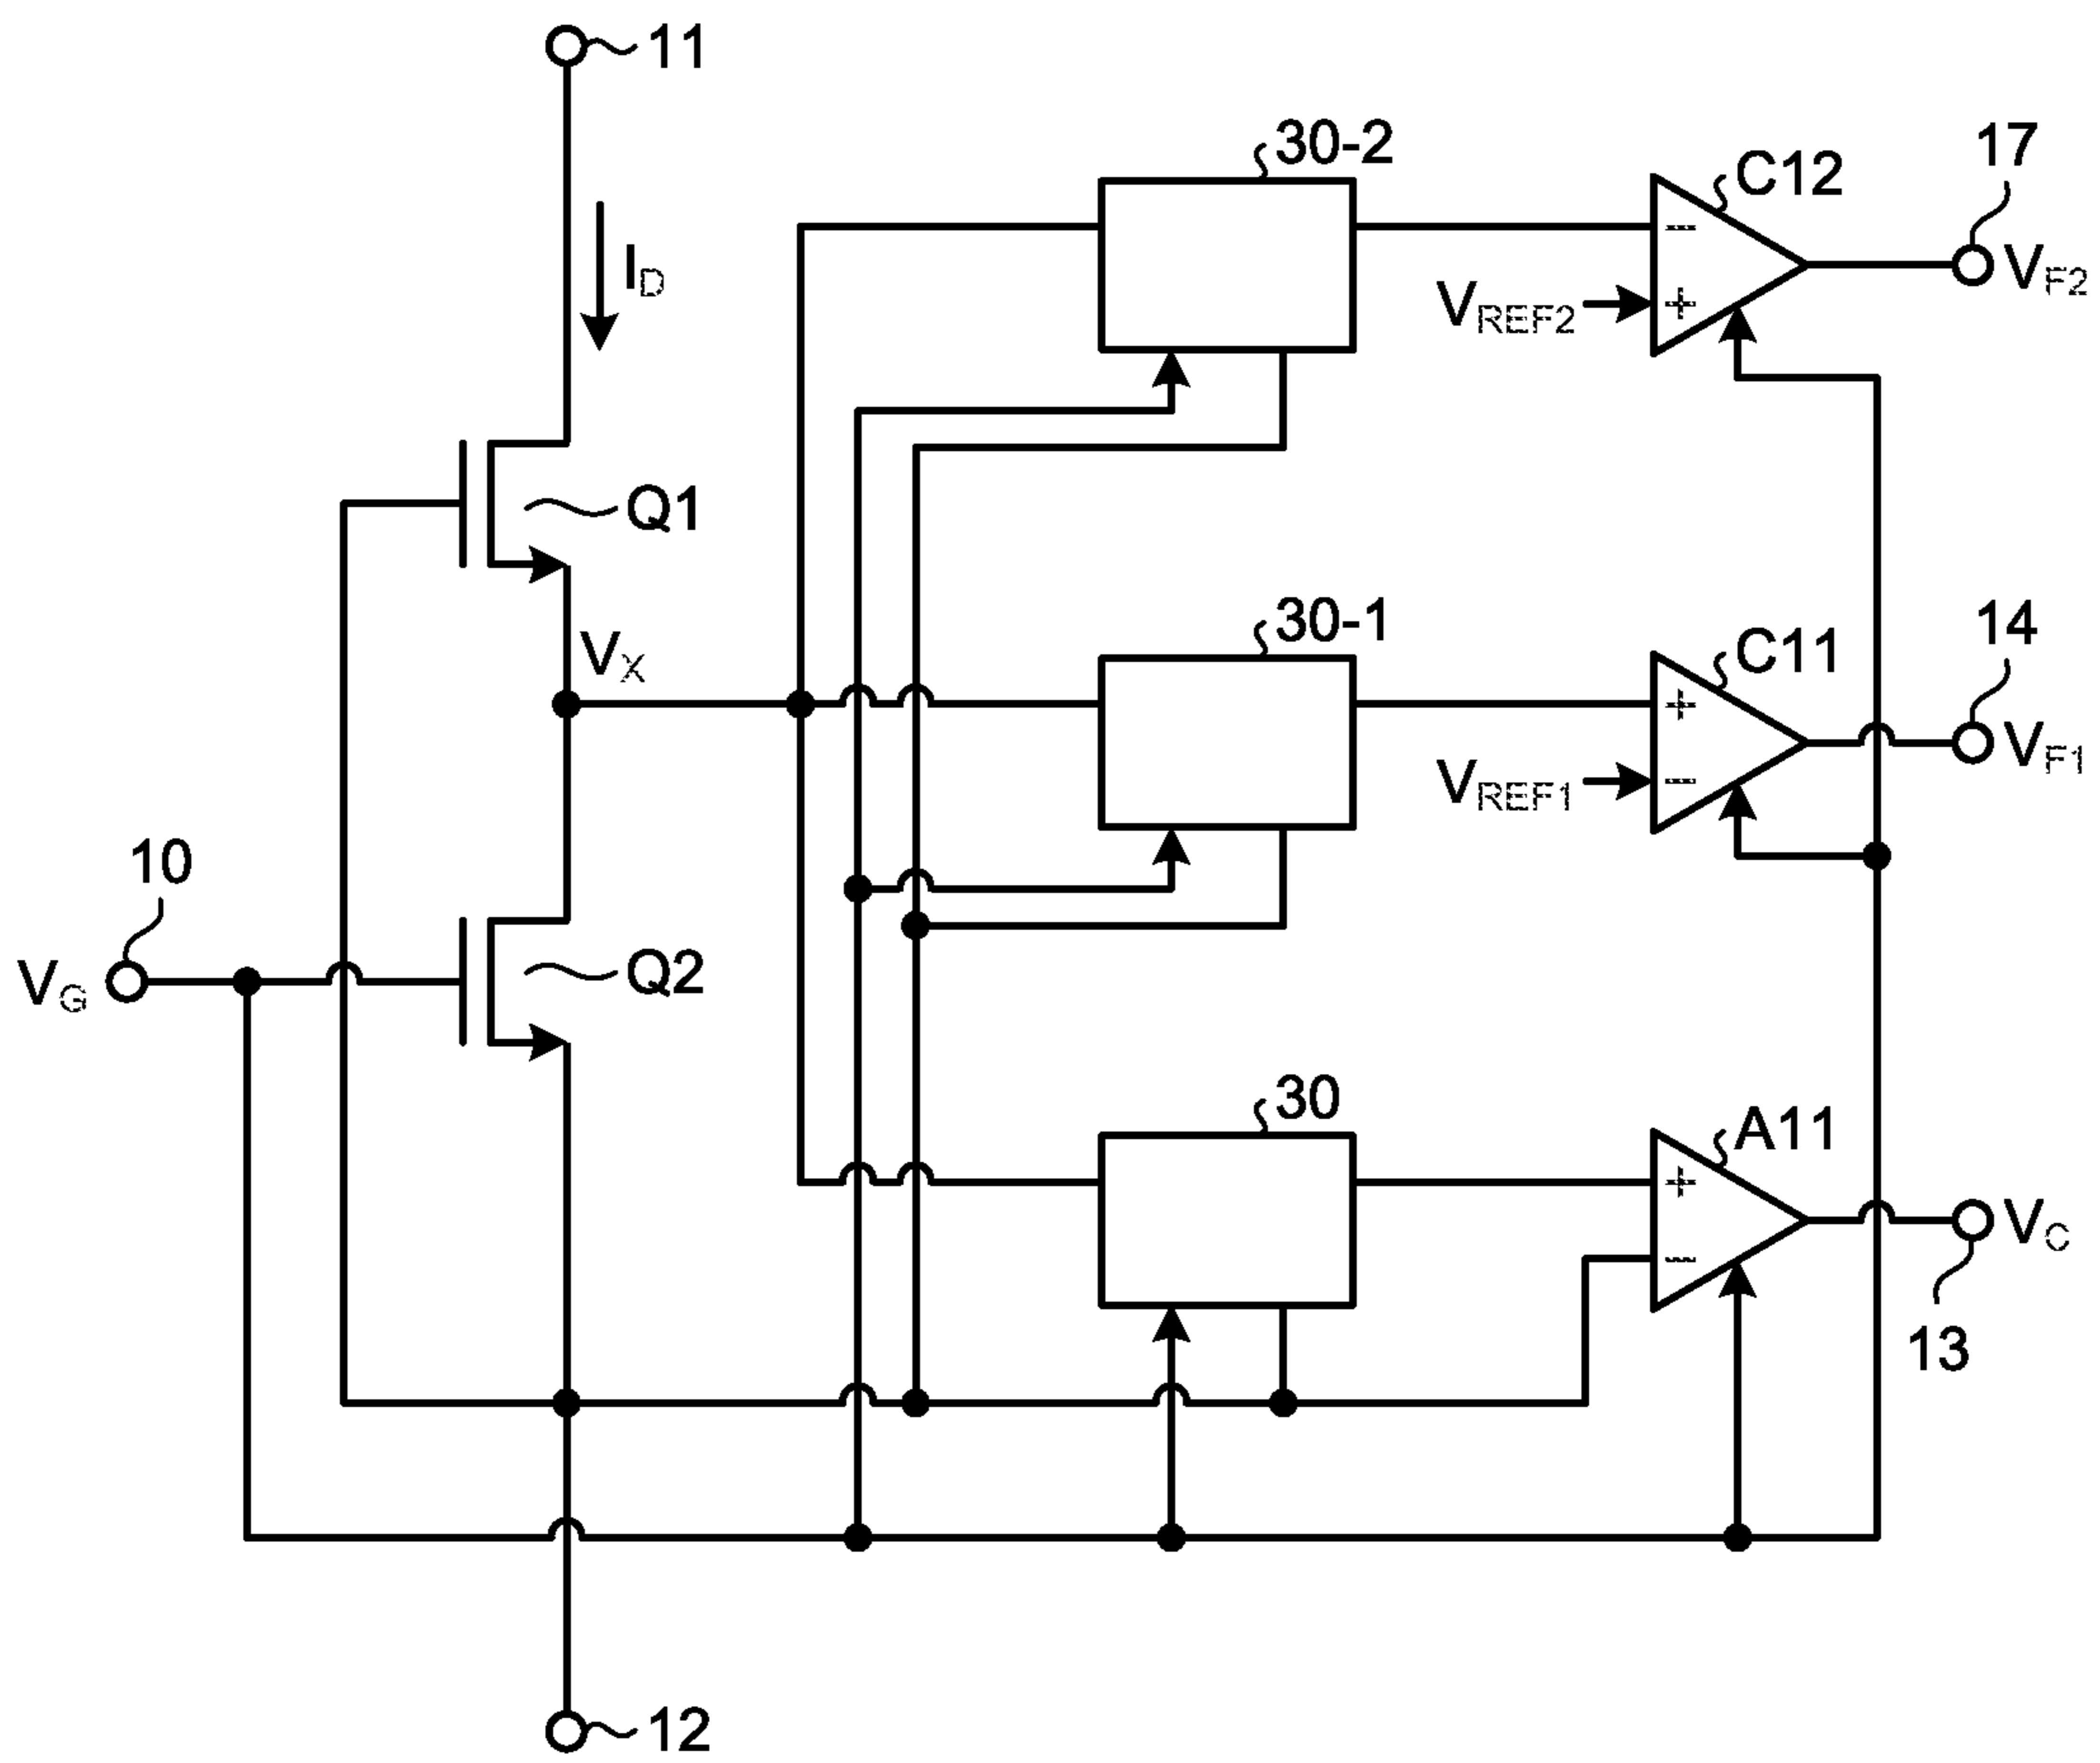 11
30-2
17
C12
V_F2
I_D
V_REF2
+
−
Q1
30-1
14
C11
V_X
+
V_F1
V_REF1
−
10
Q2
V_G
30
A11
+
V_C
−
13
12